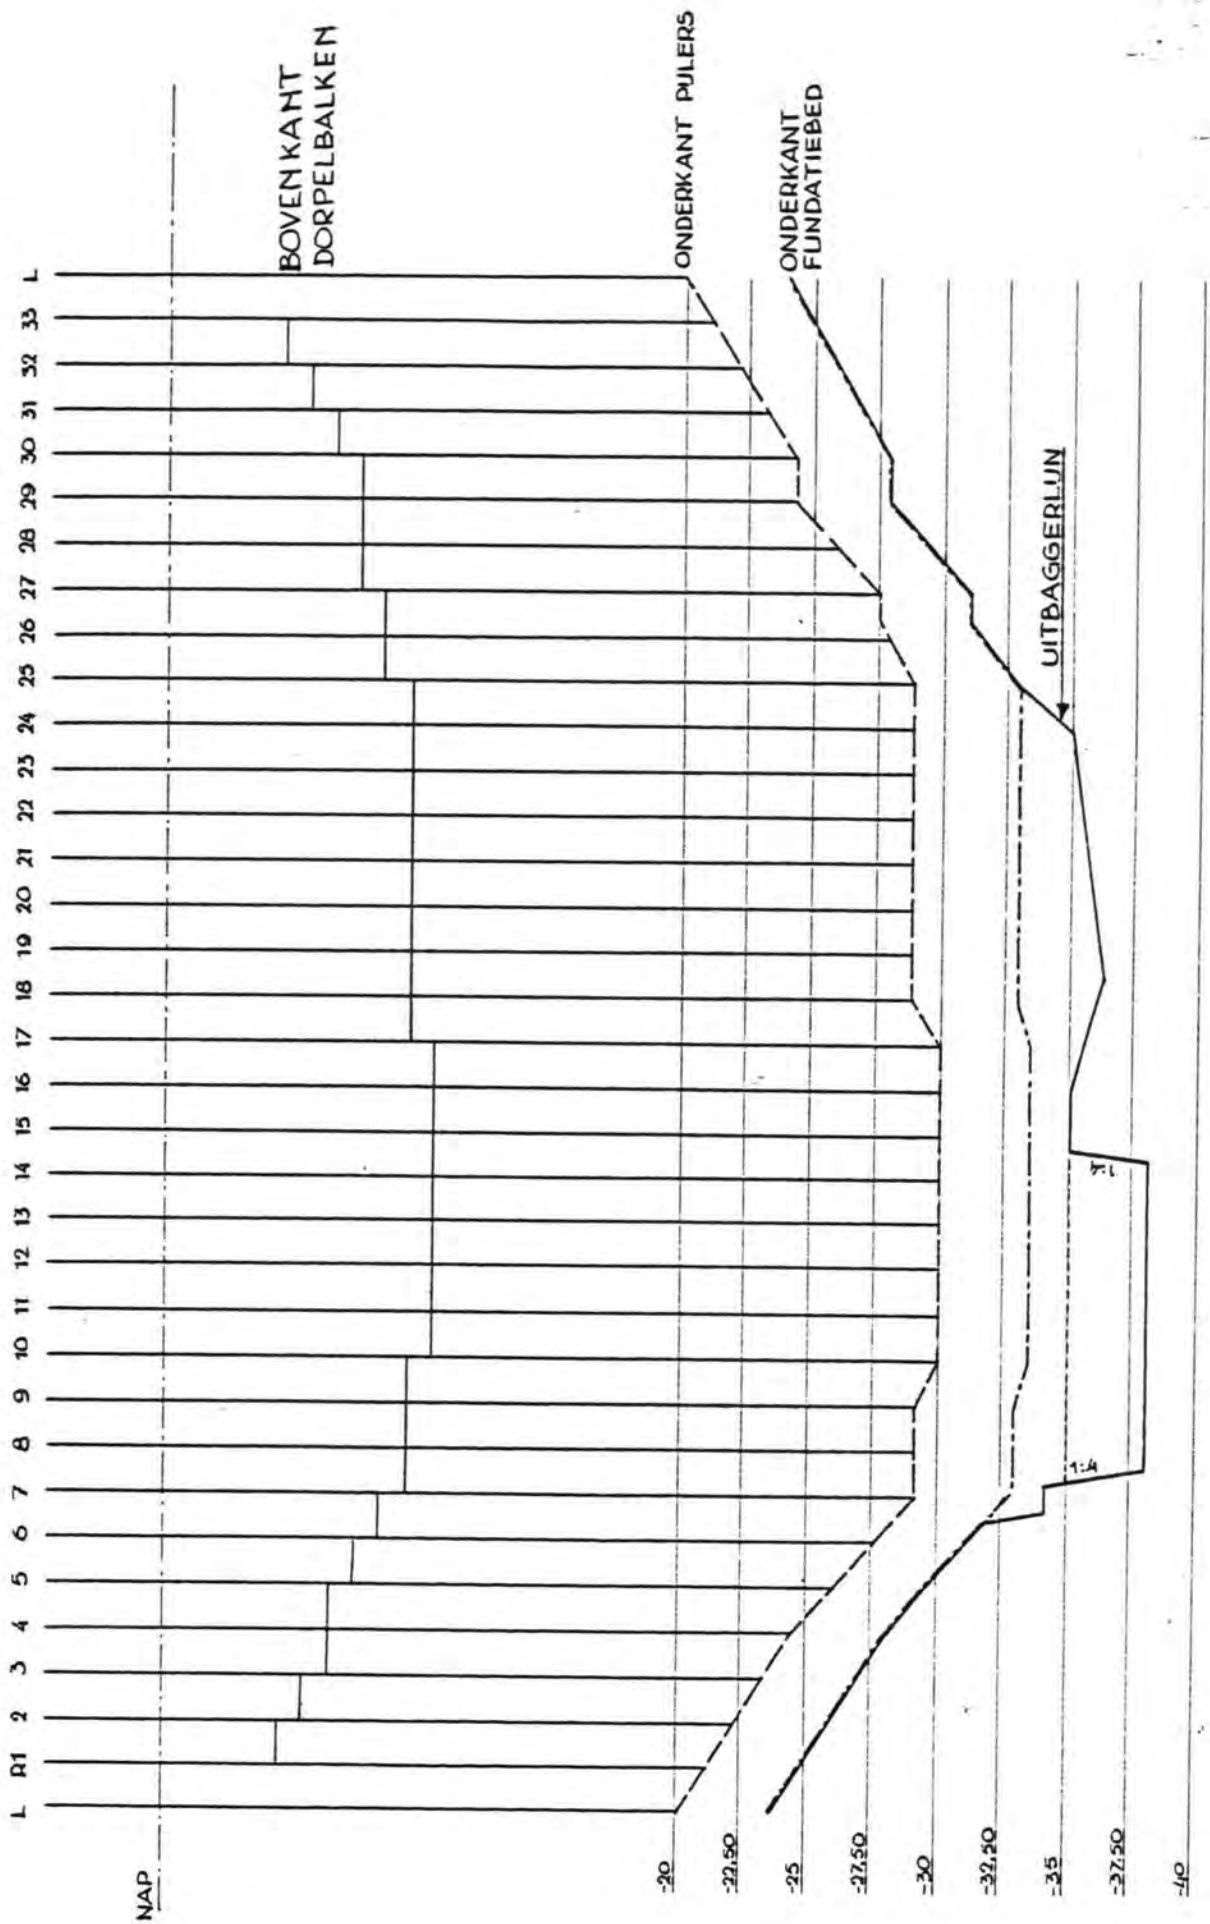 L R1 2 3 4 5 6 7 8 9 10 11 12 13 14 15 16 17 18 19 20 21 22 23 24 25 26 27 28 29 30 31 32 33 L
NAP
BOVENKANT
DORPELBALKEN
ONDERKANT PIJLERS
ONDERKANT
FUNDATIEBED
UITBAGGERLIJN
1:4
1:4
-20
-22,50
-25
-27,50
-30
-32,50
-35
-37,50
-40